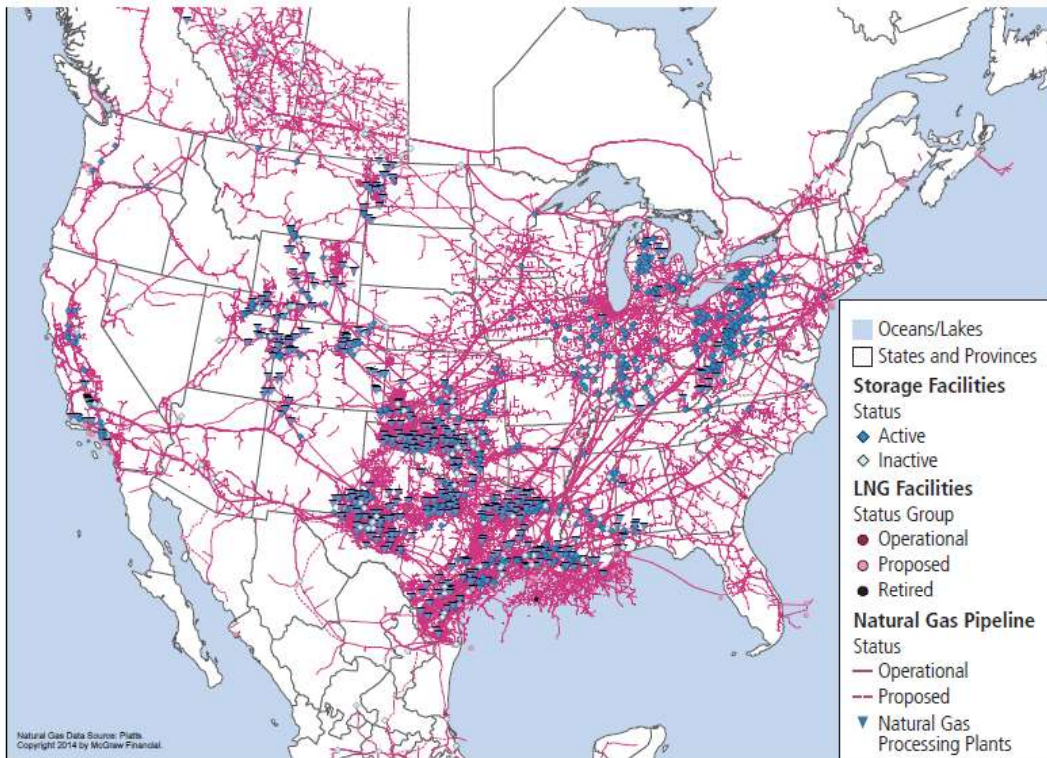 Oceans/Lakes
States and Provinces
Storage Facilities
Status
Active
Inactive
LNG Facilities
Status Group
Operational
Proposed
Retired
Natural Gas Pipeline
Status
Operational
Proposed
Natural Gas
Processing Plants
Natural Gas Data Source: Platts.
Copyright 2014 by McGraw Financial.